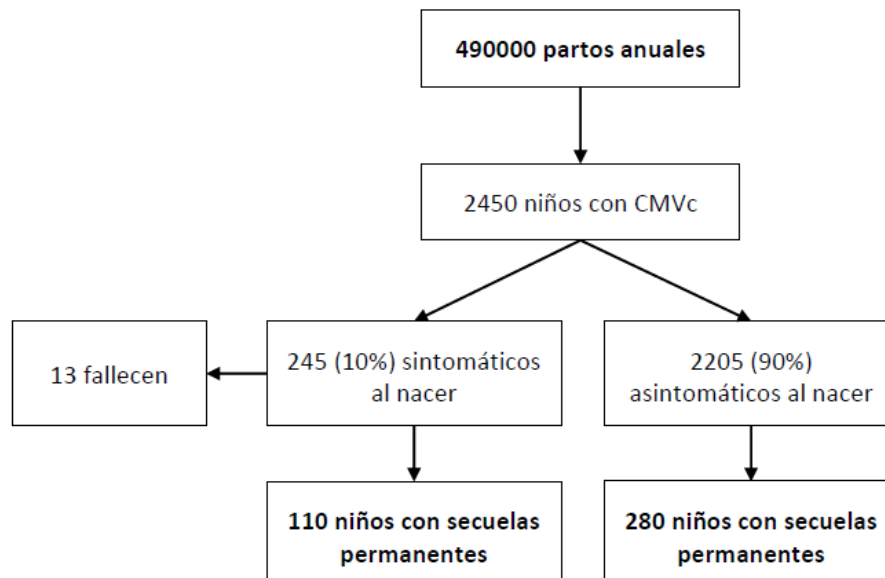 490000 partos anuales
2450 niños con CMVc
13 fallecen
245 (10%) sintomáticos
al nacer
2205 (90%)
asintomáticos al nacer
110 niños con secuelas
permanentes
280 niños con secuelas
permanentes